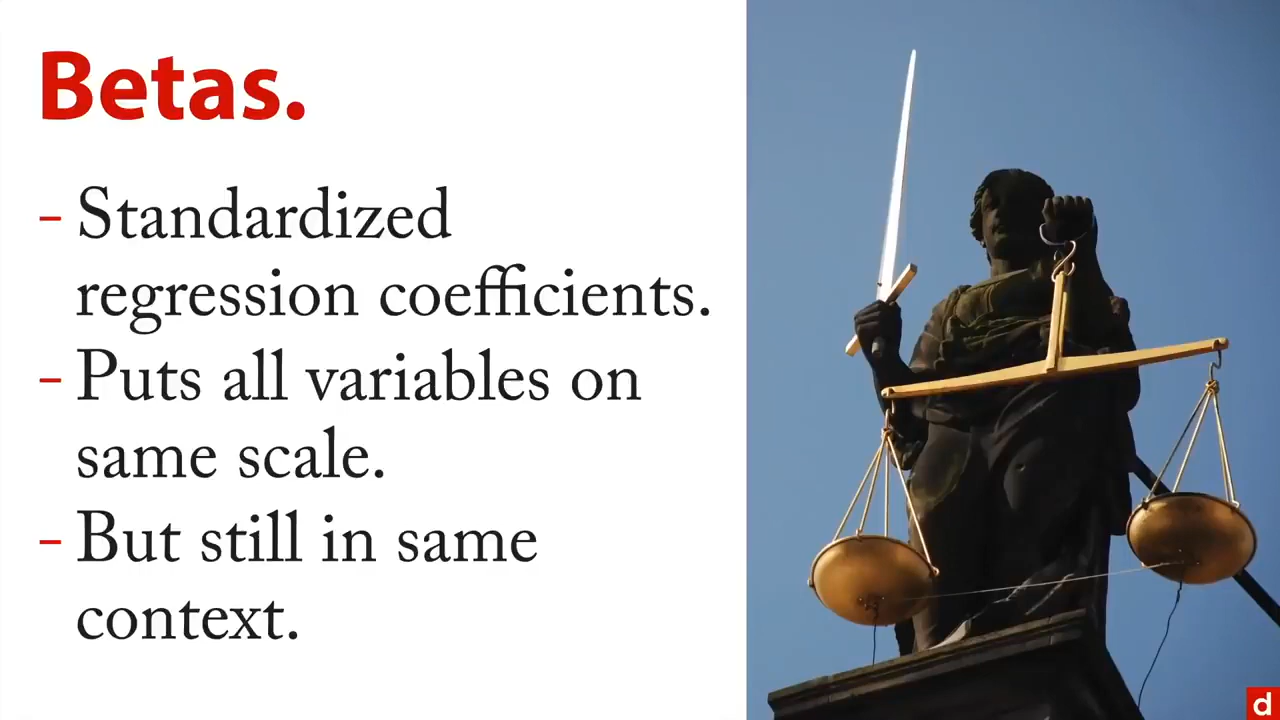 Betas.
– Standardized
regression coefficients.
– Puts all variables on
same scale.
– But still in same
context.
d